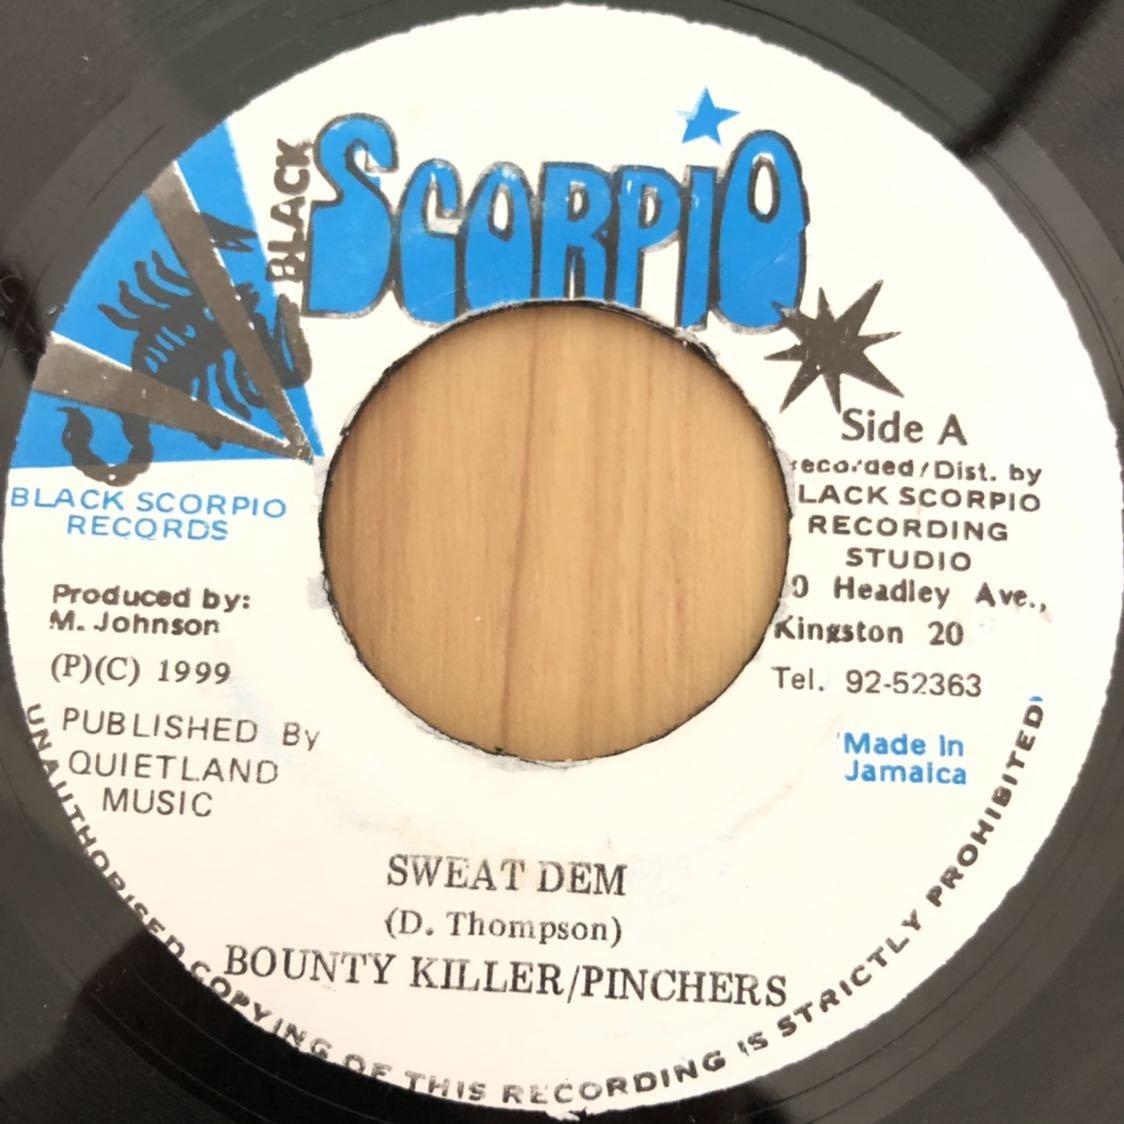 BLACK
SCORPIO
Side A
recorded/Dist. by
LACK SCORPIO
RECORDING
STUDIO
0 Headley Ave.,
Kingston 20
Tel. 92-52363
Made in
Jamaica
BLACK SCORPIO
RECORDS
Produced by:
M. Johnson
(P)(C) 1999
PUBLISHED By
QUIETLAND
MUSIC
SWEAT DEM
(D. Thompson)
BOUNTY KILLER/PINCHERS
UNAUTHORISED COPYING OF THIS RECORDING IS STRICTLY PROHIBITED)